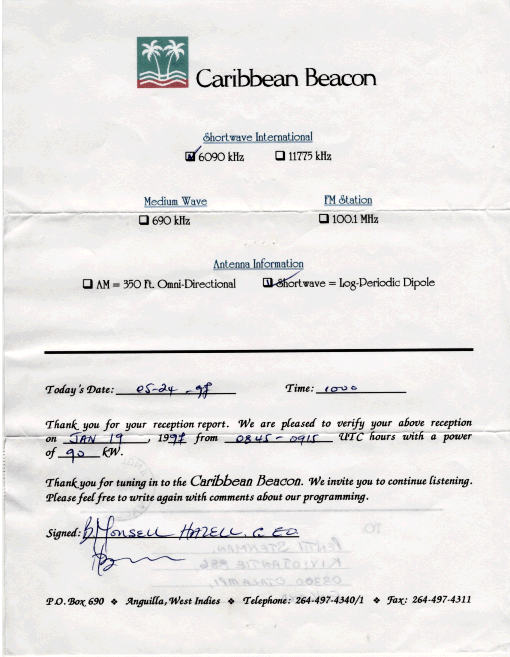 Caribbean Beacon
Shortwave International
☑ 6090 kHz ☐ 11775 kHz
Medium Wave FM Station
☐ 690 kHz ☐ 100.1 MHz
Antenna Information
☐ AM = 350 Ft. Omni-Directional ☑ Shortwave = Log-Periodic Dipole
Today's Date: 05-24-97 Time: 1000
Thank you for your reception report. We are pleased to verify your above reception
on JAN 19, 1997 from 0845 - 0915 UTC hours with a power
of 90 kW.
Thank you for tuning in to the Caribbean Beacon. We invite you to continue listening.
Please feel free to write again with comments about our programming.
Signed: B. Monsell HAZELL. C.E.O.
P.O. Box 690 ❖ Anguilla, West Indies ❖ Telephone: 264-497-4340/1 ❖ Fax: 264-497-4311